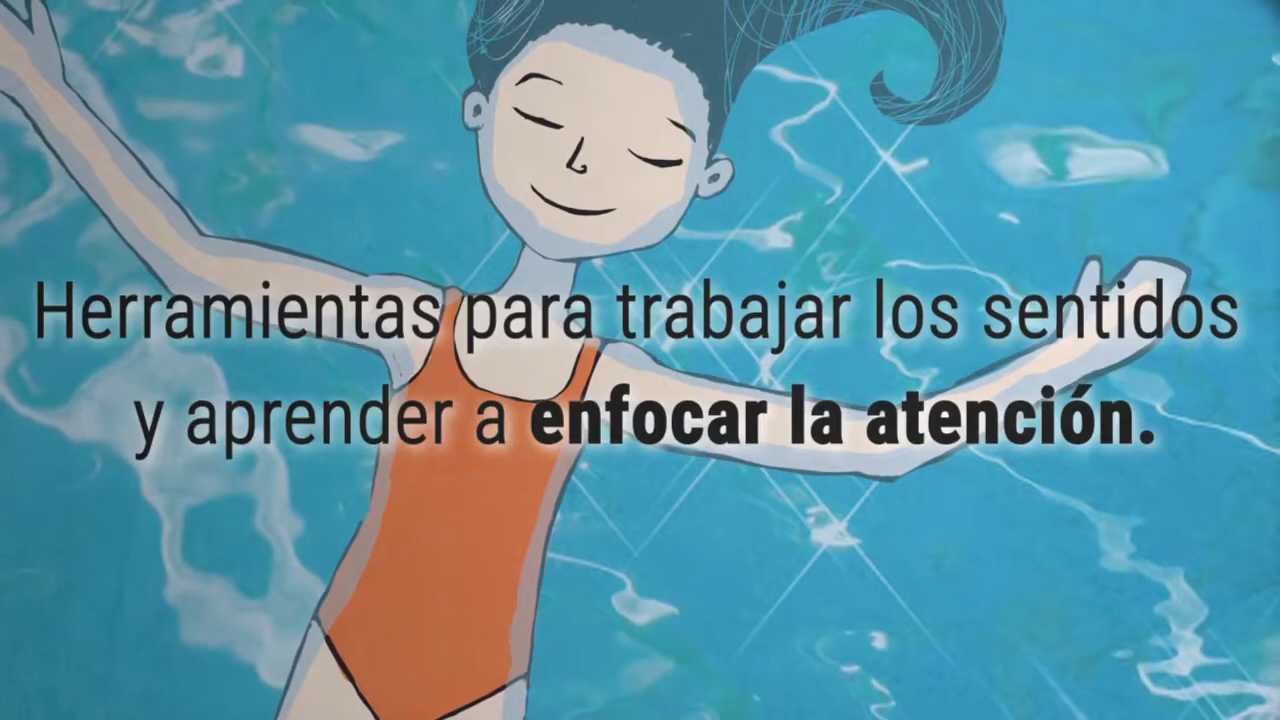 Herramientas para trabajar los sentidos
y aprender a enfocar la atención.